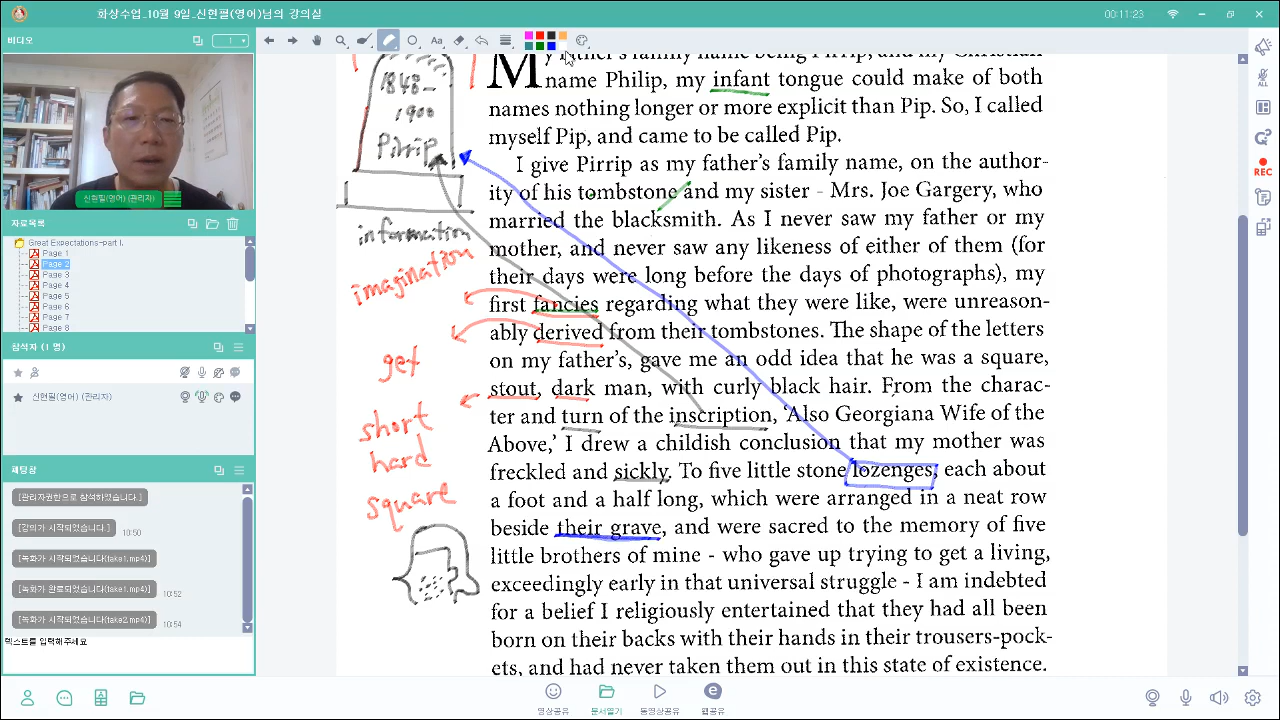 화상수업_10월 9일_신현필(영어)님의 강의실
00:11:23
비디오
신현필(영어) (관리자)
자료목록
Great Expectations-part I.
Page 1
Page 2
Page 3
Page 4
Page 5
Page 6
Page 7
Page 8
참석자 (1 명)
신현필(영어) (관리자)
채팅창
[관리자권한으로 참석하셨습니다.]
[강의가 시작되었습니다.]
10:50
[녹화가 시작되었습니다(take1.mp4)]
[녹화가 완료되었습니다(take1.mp4)]
10:52
[녹화가 시작되었습니다(take2.mp4)]
10:54
텍스트를 입력해주세요
Aa
ALL
REC
1848-
1900
Pirrip
information
imagination
get
short
hard
square
My father's family name being Pirrip, and my Christian
name Philip, my infant tongue could make of both
names nothing longer or more explicit than Pip. So, I called
myself Pip, and came to be called Pip.
I give Pirrip as my father's family name, on the author-
ity of his tombstone and my sister - Mrs. Joe Gargery, who
married the blacksmith. As I never saw my father or my
mother, and never saw any likeness of either of them (for
their days were long before the days of photographs), my
first fancies regarding what they were like, were unreason-
ably derived from their tombstones. The shape of the letters
on my father's, gave me an odd idea that he was a square,
stout, dark man, with curly black hair. From the charac-
ter and turn of the inscription, 'Also Georgiana Wife of the
Above,' I drew a childish conclusion that my mother was
freckled and sickly. To five little stone lozenges, each about
a foot and a half long, which were arranged in a neat row
beside their grave, and were sacred to the memory of five
little brothers of mine - who gave up trying to get a living,
exceedingly early in that universal struggle - I am indebted
for a belief I religiously entertained that they had all been
born on their backs with their hands in their trousers-pock-
ets, and had never taken them out in this state of existence.
영상공유
문서열기
동영상공유
웹공유